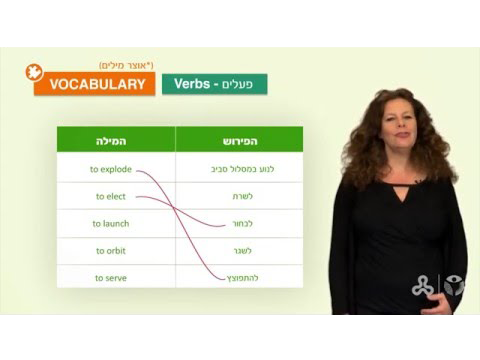 (*אוצר מילים)
VOCABULARY Verbs - פעלים
המילה הפירוש
to explode לנוע במסלול סביב
to elect לשרת
to launch לבחור
to orbit לשגר
to serve להתפוצץ